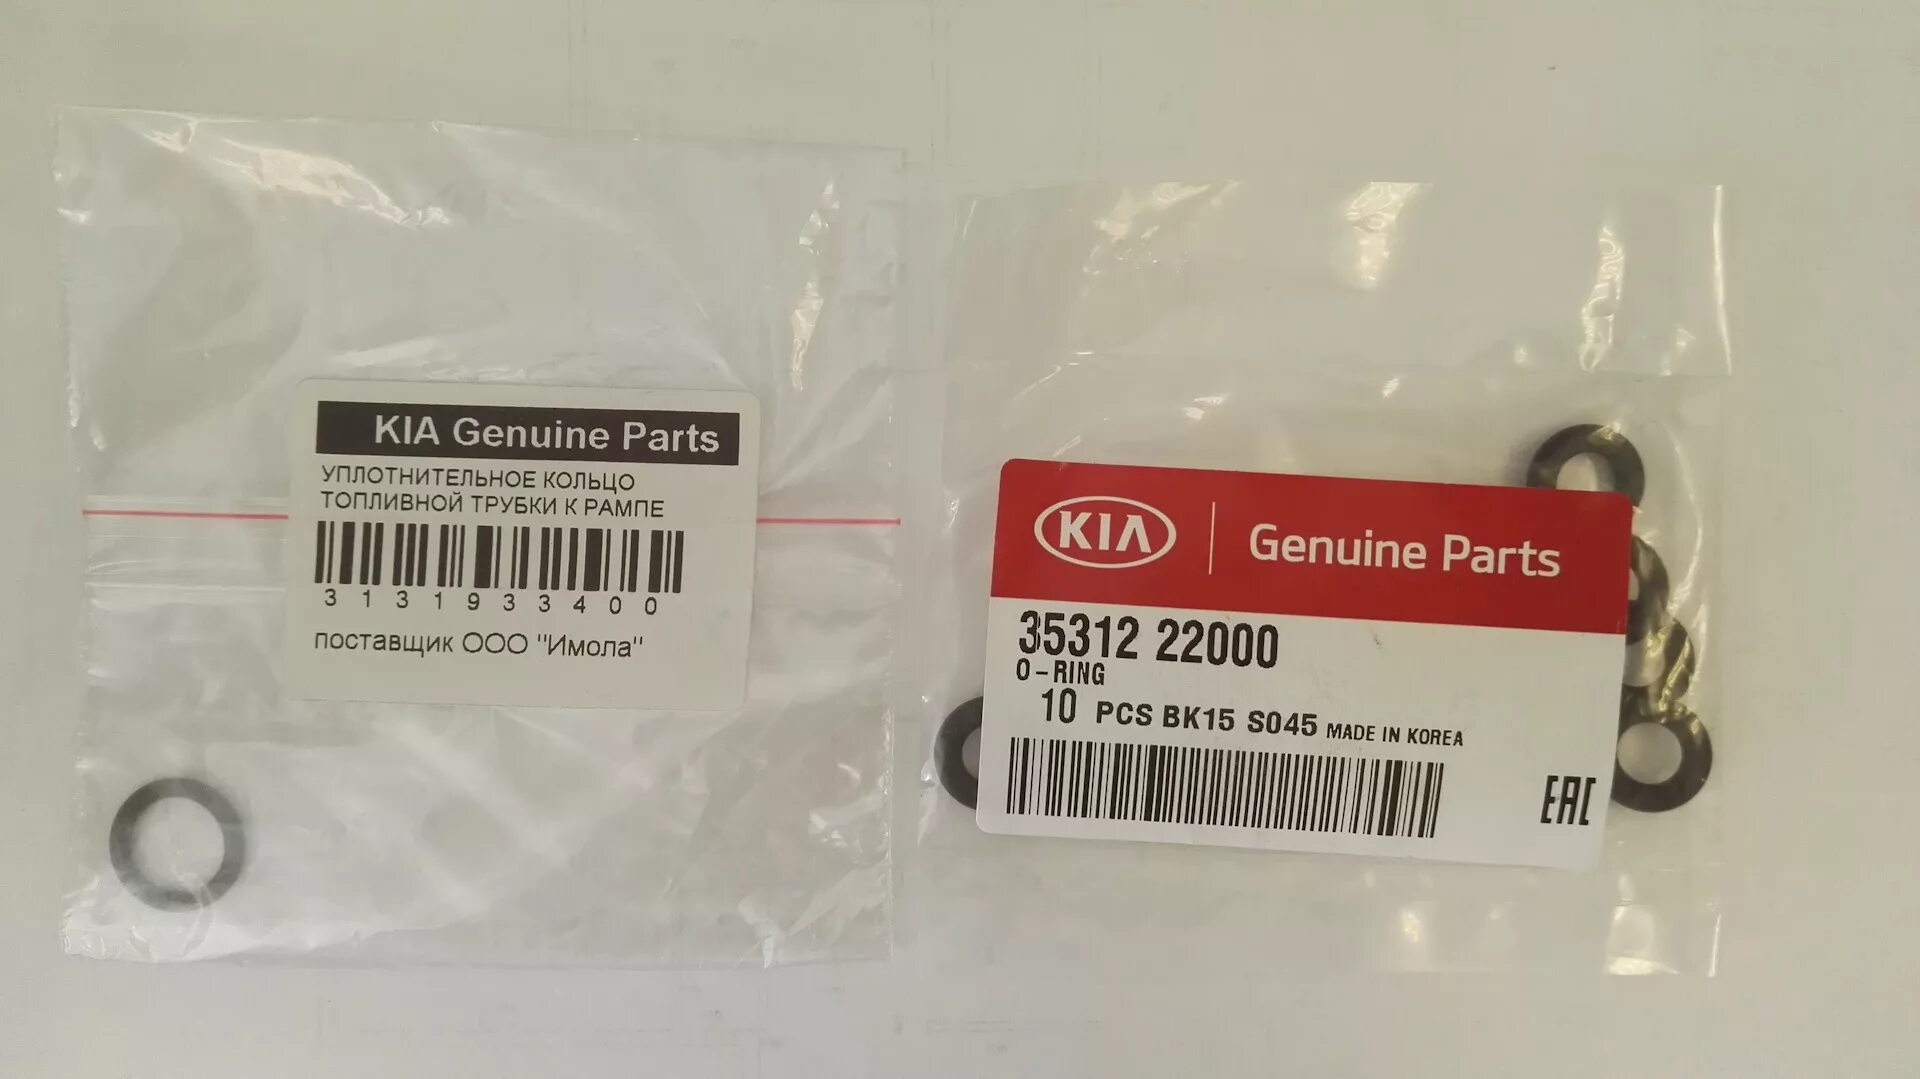 KIA Genuine Parts
УПЛОТНИТЕЛЬНОЕ КОЛЬЦО
ТОПЛИВНОЙ ТРУБКИ К РАМПЕ
3131933400
поставщик ООО "Имола"
KIA Genuine Parts
35312 22000
O-RING
10 PCS BK15 S045 MADE IN KOREA
EAC